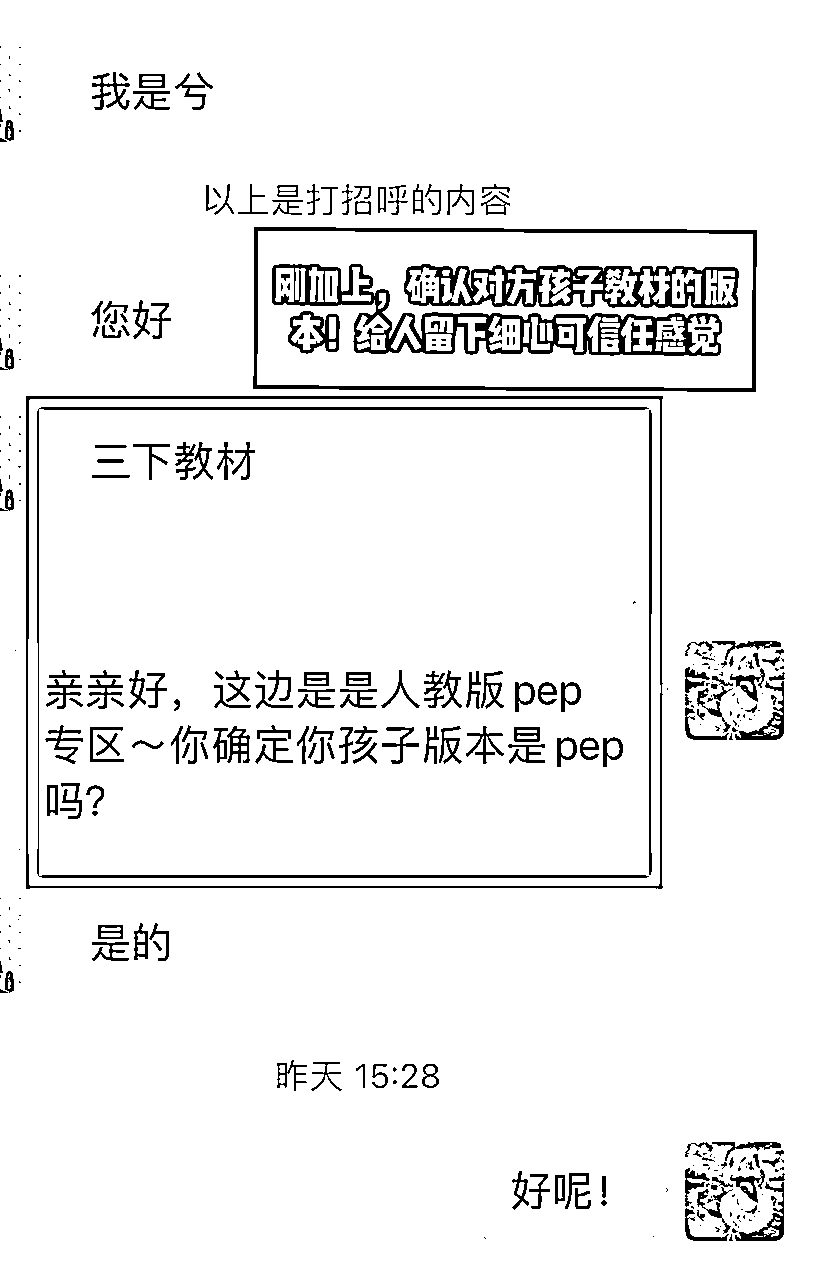 我是兮
以上是打招呼的内容
刚加上，确认对方孩子教材的版
本！给人留下细心可信任感觉
您好
三下教材
亲亲好，这边是是人教版pep
专区～你确定你孩子版本是pep
吗？
是的
昨天 15:28
好呢！